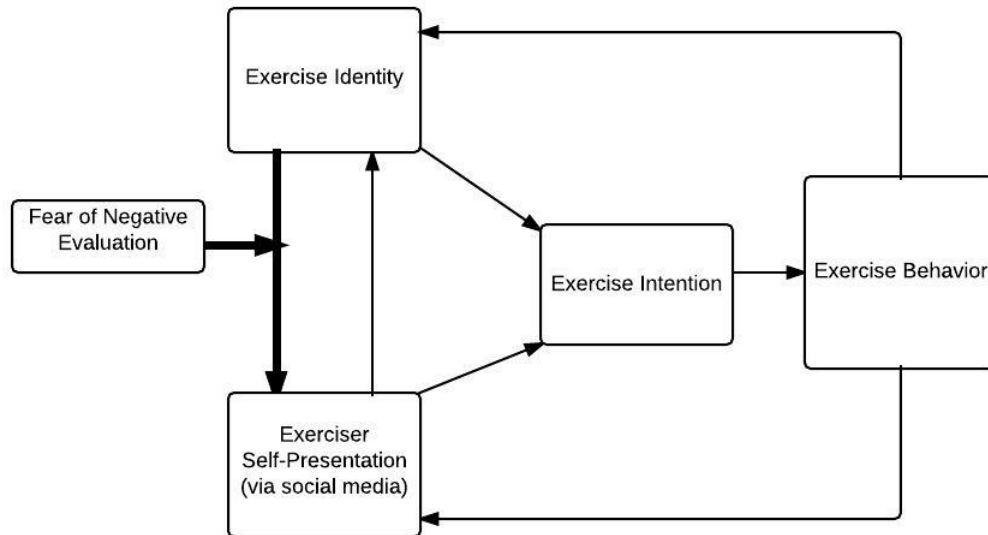 Exercise Identity
Fear of Negative
Evaluation
Exercise Intention
Exercise Behavior
Exerciser
Self-Presentation
(via social media)